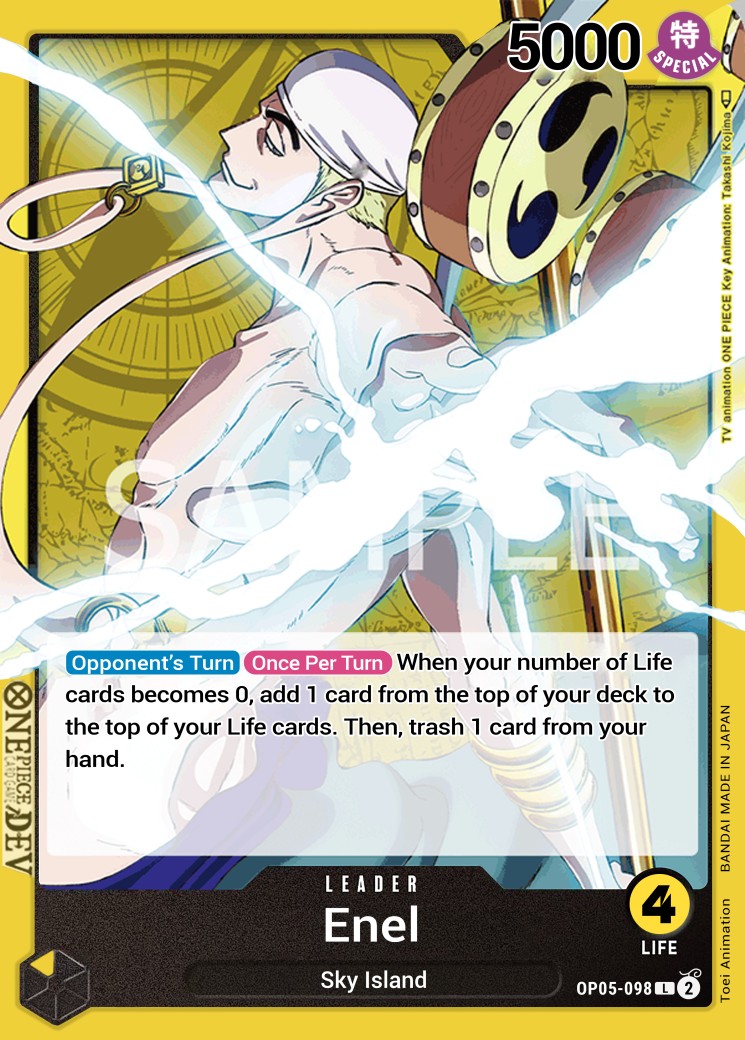 5000
特
SPECIAL
TV animation ONE PIECE Key Animation: Takashi Kojima
SAMPLE
Opponent's Turn Once Per Turn When your number of Life
cards becomes 0, add 1 card from the top of your deck to
the top of your Life cards. Then, trash 1 card from your
hand.
ONE PIECE
CARD GAME
DEV
BANDAI MADE IN JAPAN
Toei Animation
LEADER
Enel
4
LIFE
Sky Island
OP05-098 L 2